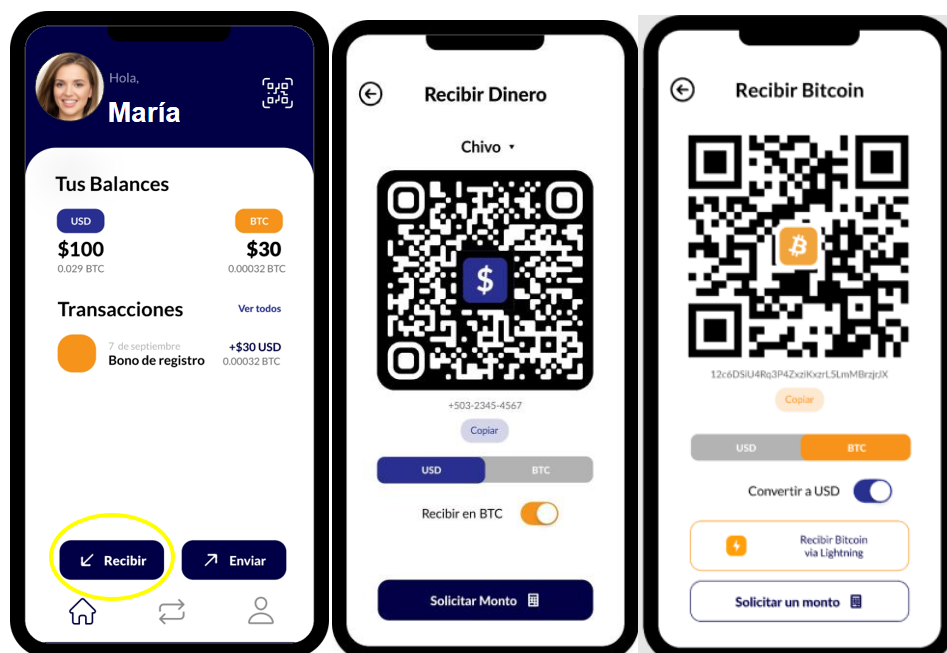 Hola,
María
Tus Balances
USD
BTC
$100
$30
0.029 BTC
0.00032 BTC
Transacciones
Ver todos
7 de septiembre
+$30 USD
Bono de registro
0.00032 BTC
Recibir
Enviar
Recibir Dinero
Chivo
$
+503-2345-4567
Copiar
USD
BTC
Recibir en BTC
Solicitar Monto
Recibir Bitcoin
12c6DSiU4Rq3P4ZxziKxzrL5LmMBrzjrJX
Copiar
USD
BTC
Convertir a USD
Recibir Bitcoin
via Lightning
Solicitar un monto